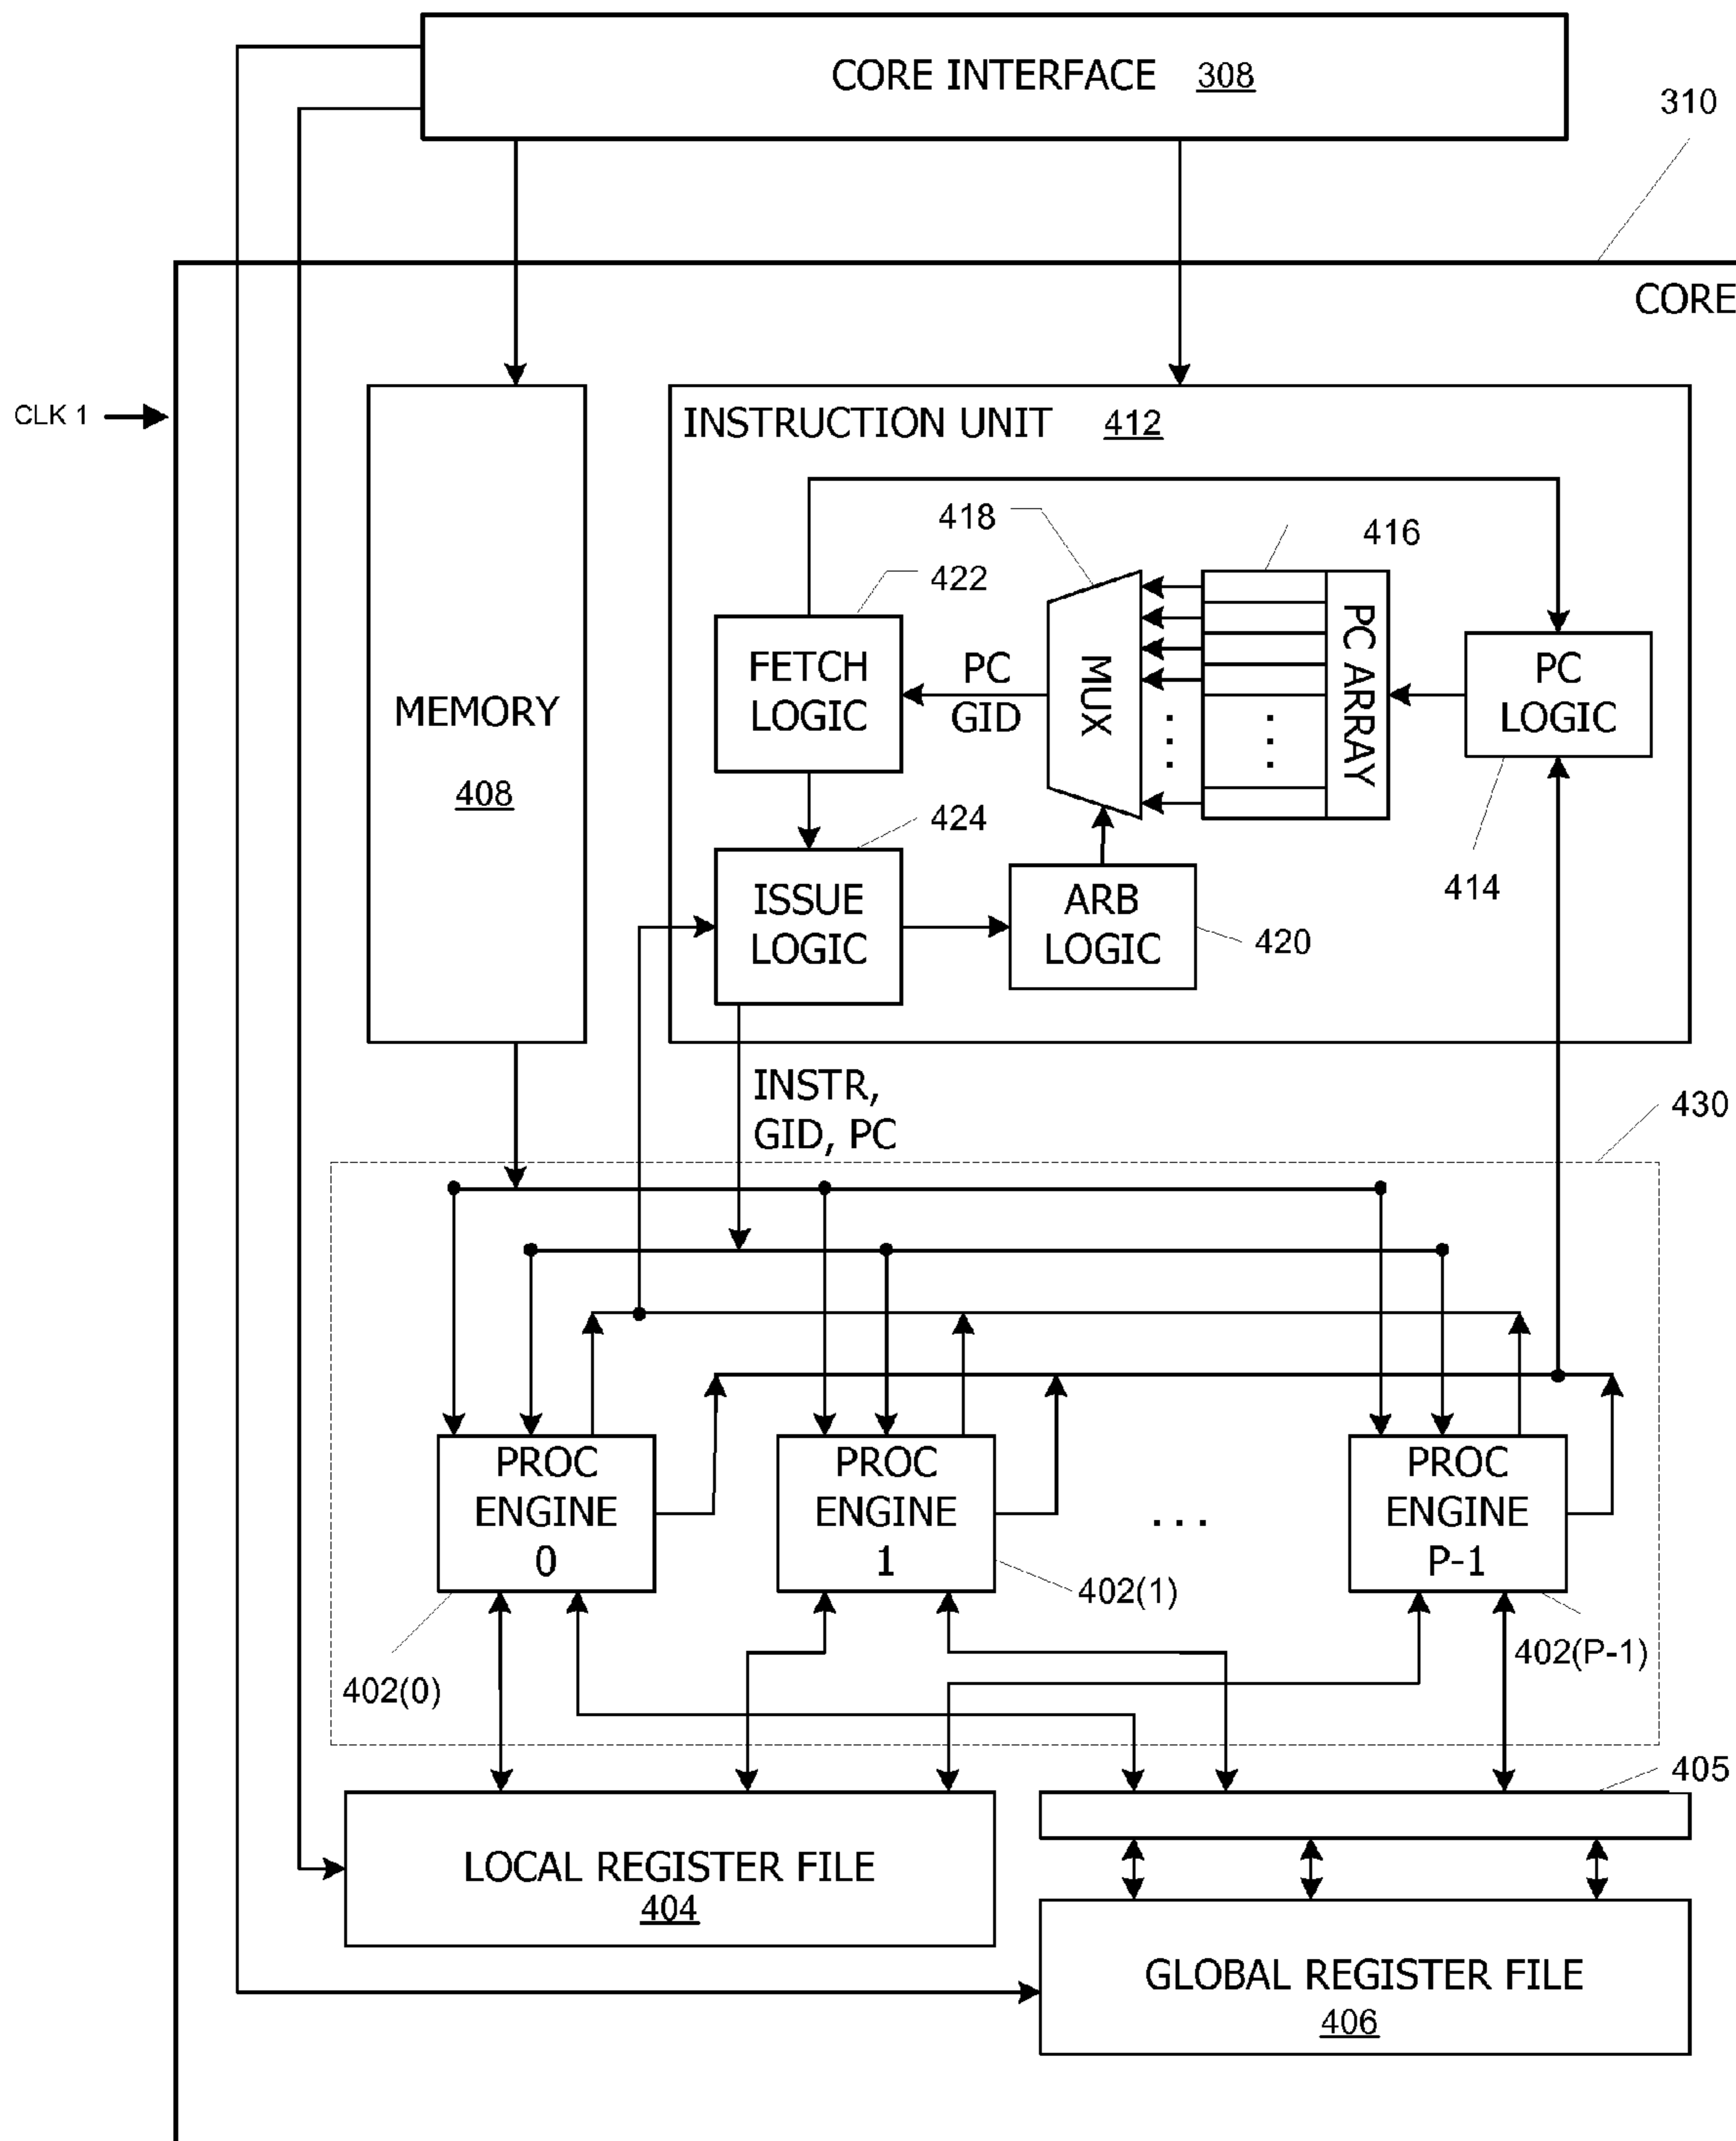 CORE INTERFACE 308
310
CORE
CLK 1
INSTRUCTION UNIT 412
418
416
422
FETCH
LOGIC
PC
GID
MUX
PC ARRAY
PC
LOGIC
MEMORY
408
424
414
ISSUE
LOGIC
ARB
LOGIC
420
INSTR,
GID, PC
430
PROC
ENGINE
0
PROC
ENGINE
1
. . .
PROC
ENGINE
P-1
402(1)
402(P-1)
402(0)
405
LOCAL REGISTER FILE
404
GLOBAL REGISTER FILE
406